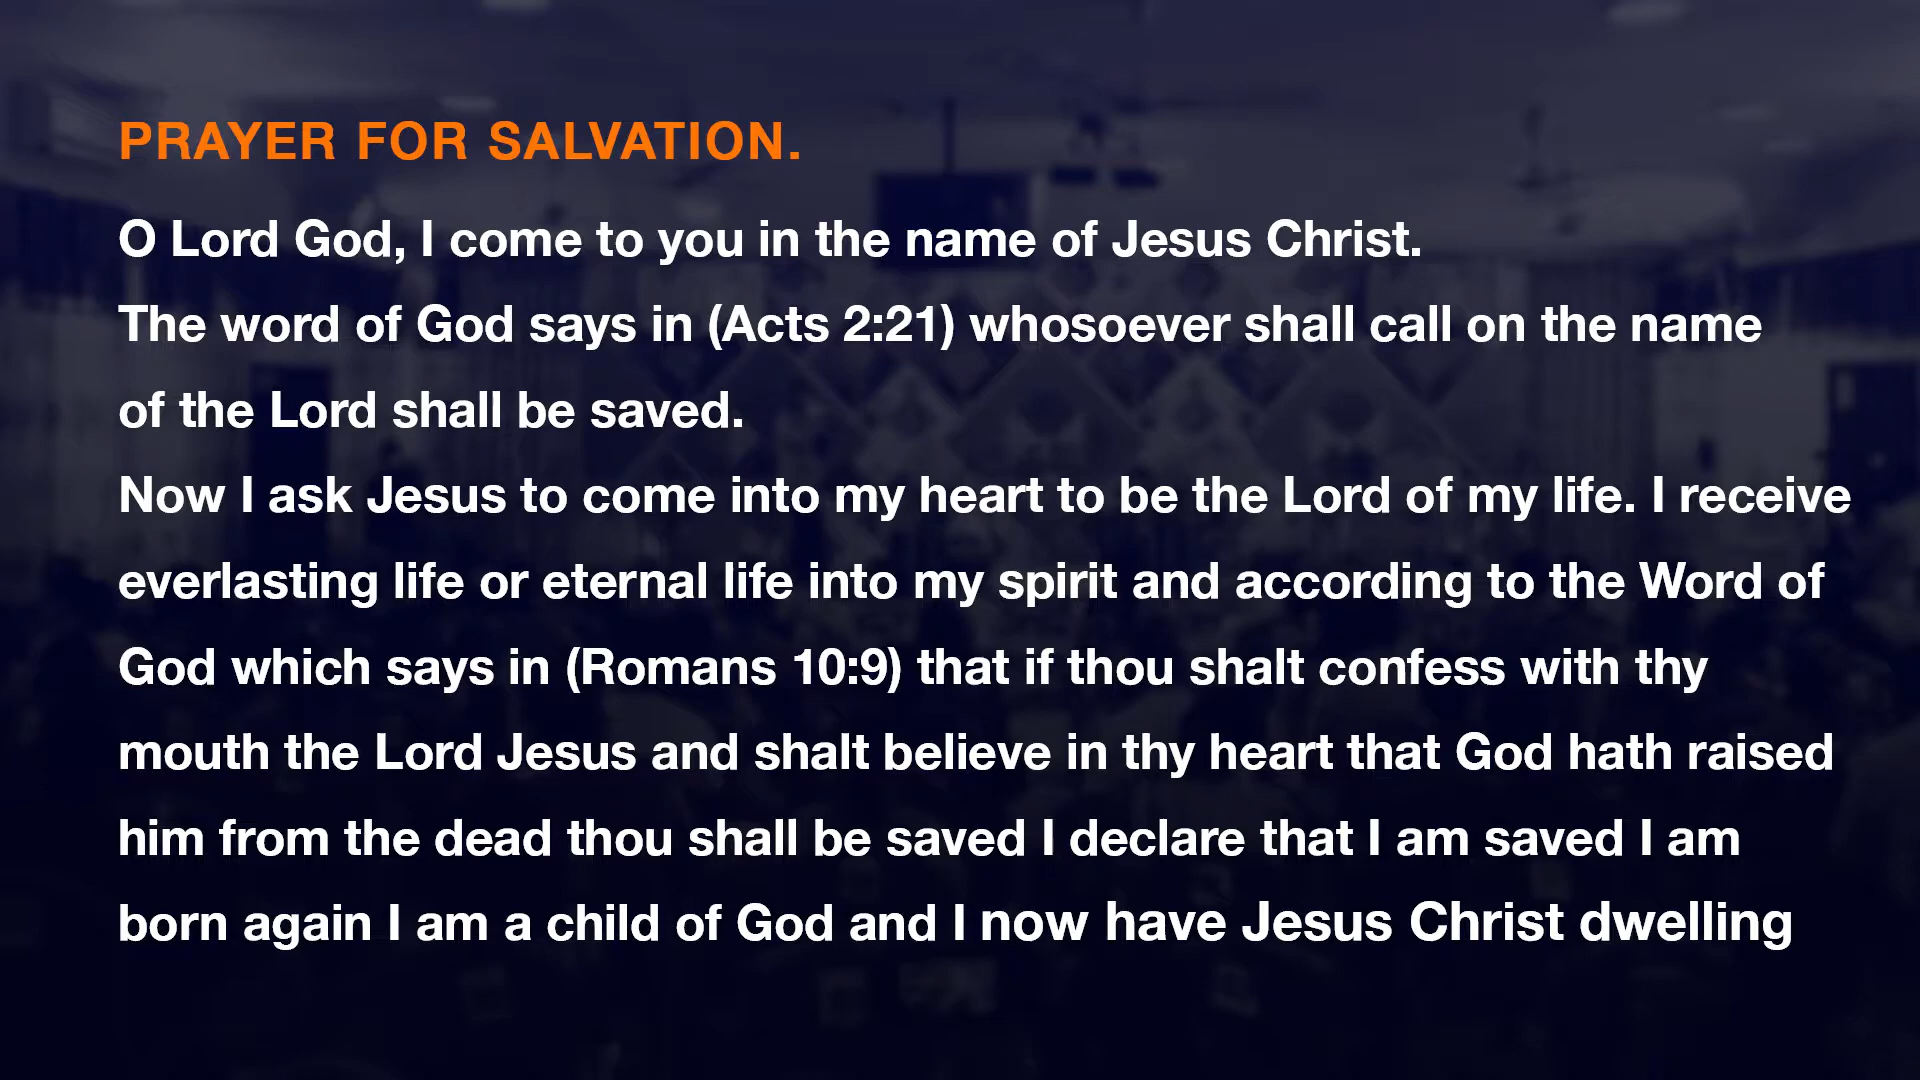 PRAYER FOR SALVATION.
O Lord God, I come to you in the name of Jesus Christ.
The word of God says in (Acts 2:21) whosoever shall call on the name
of the Lord shall be saved.
Now I ask Jesus to come into my heart to be the Lord of my life. I receive
everlasting life or eternal life into my spirit and according to the Word of
God which says in (Romans 10:9) that if thou shalt confess with thy
mouth the Lord Jesus and shalt believe in thy heart that God hath raised
him from the dead thou shall be saved I declare that I am saved I am
born again I am a child of God and I now have Jesus Christ dwelling